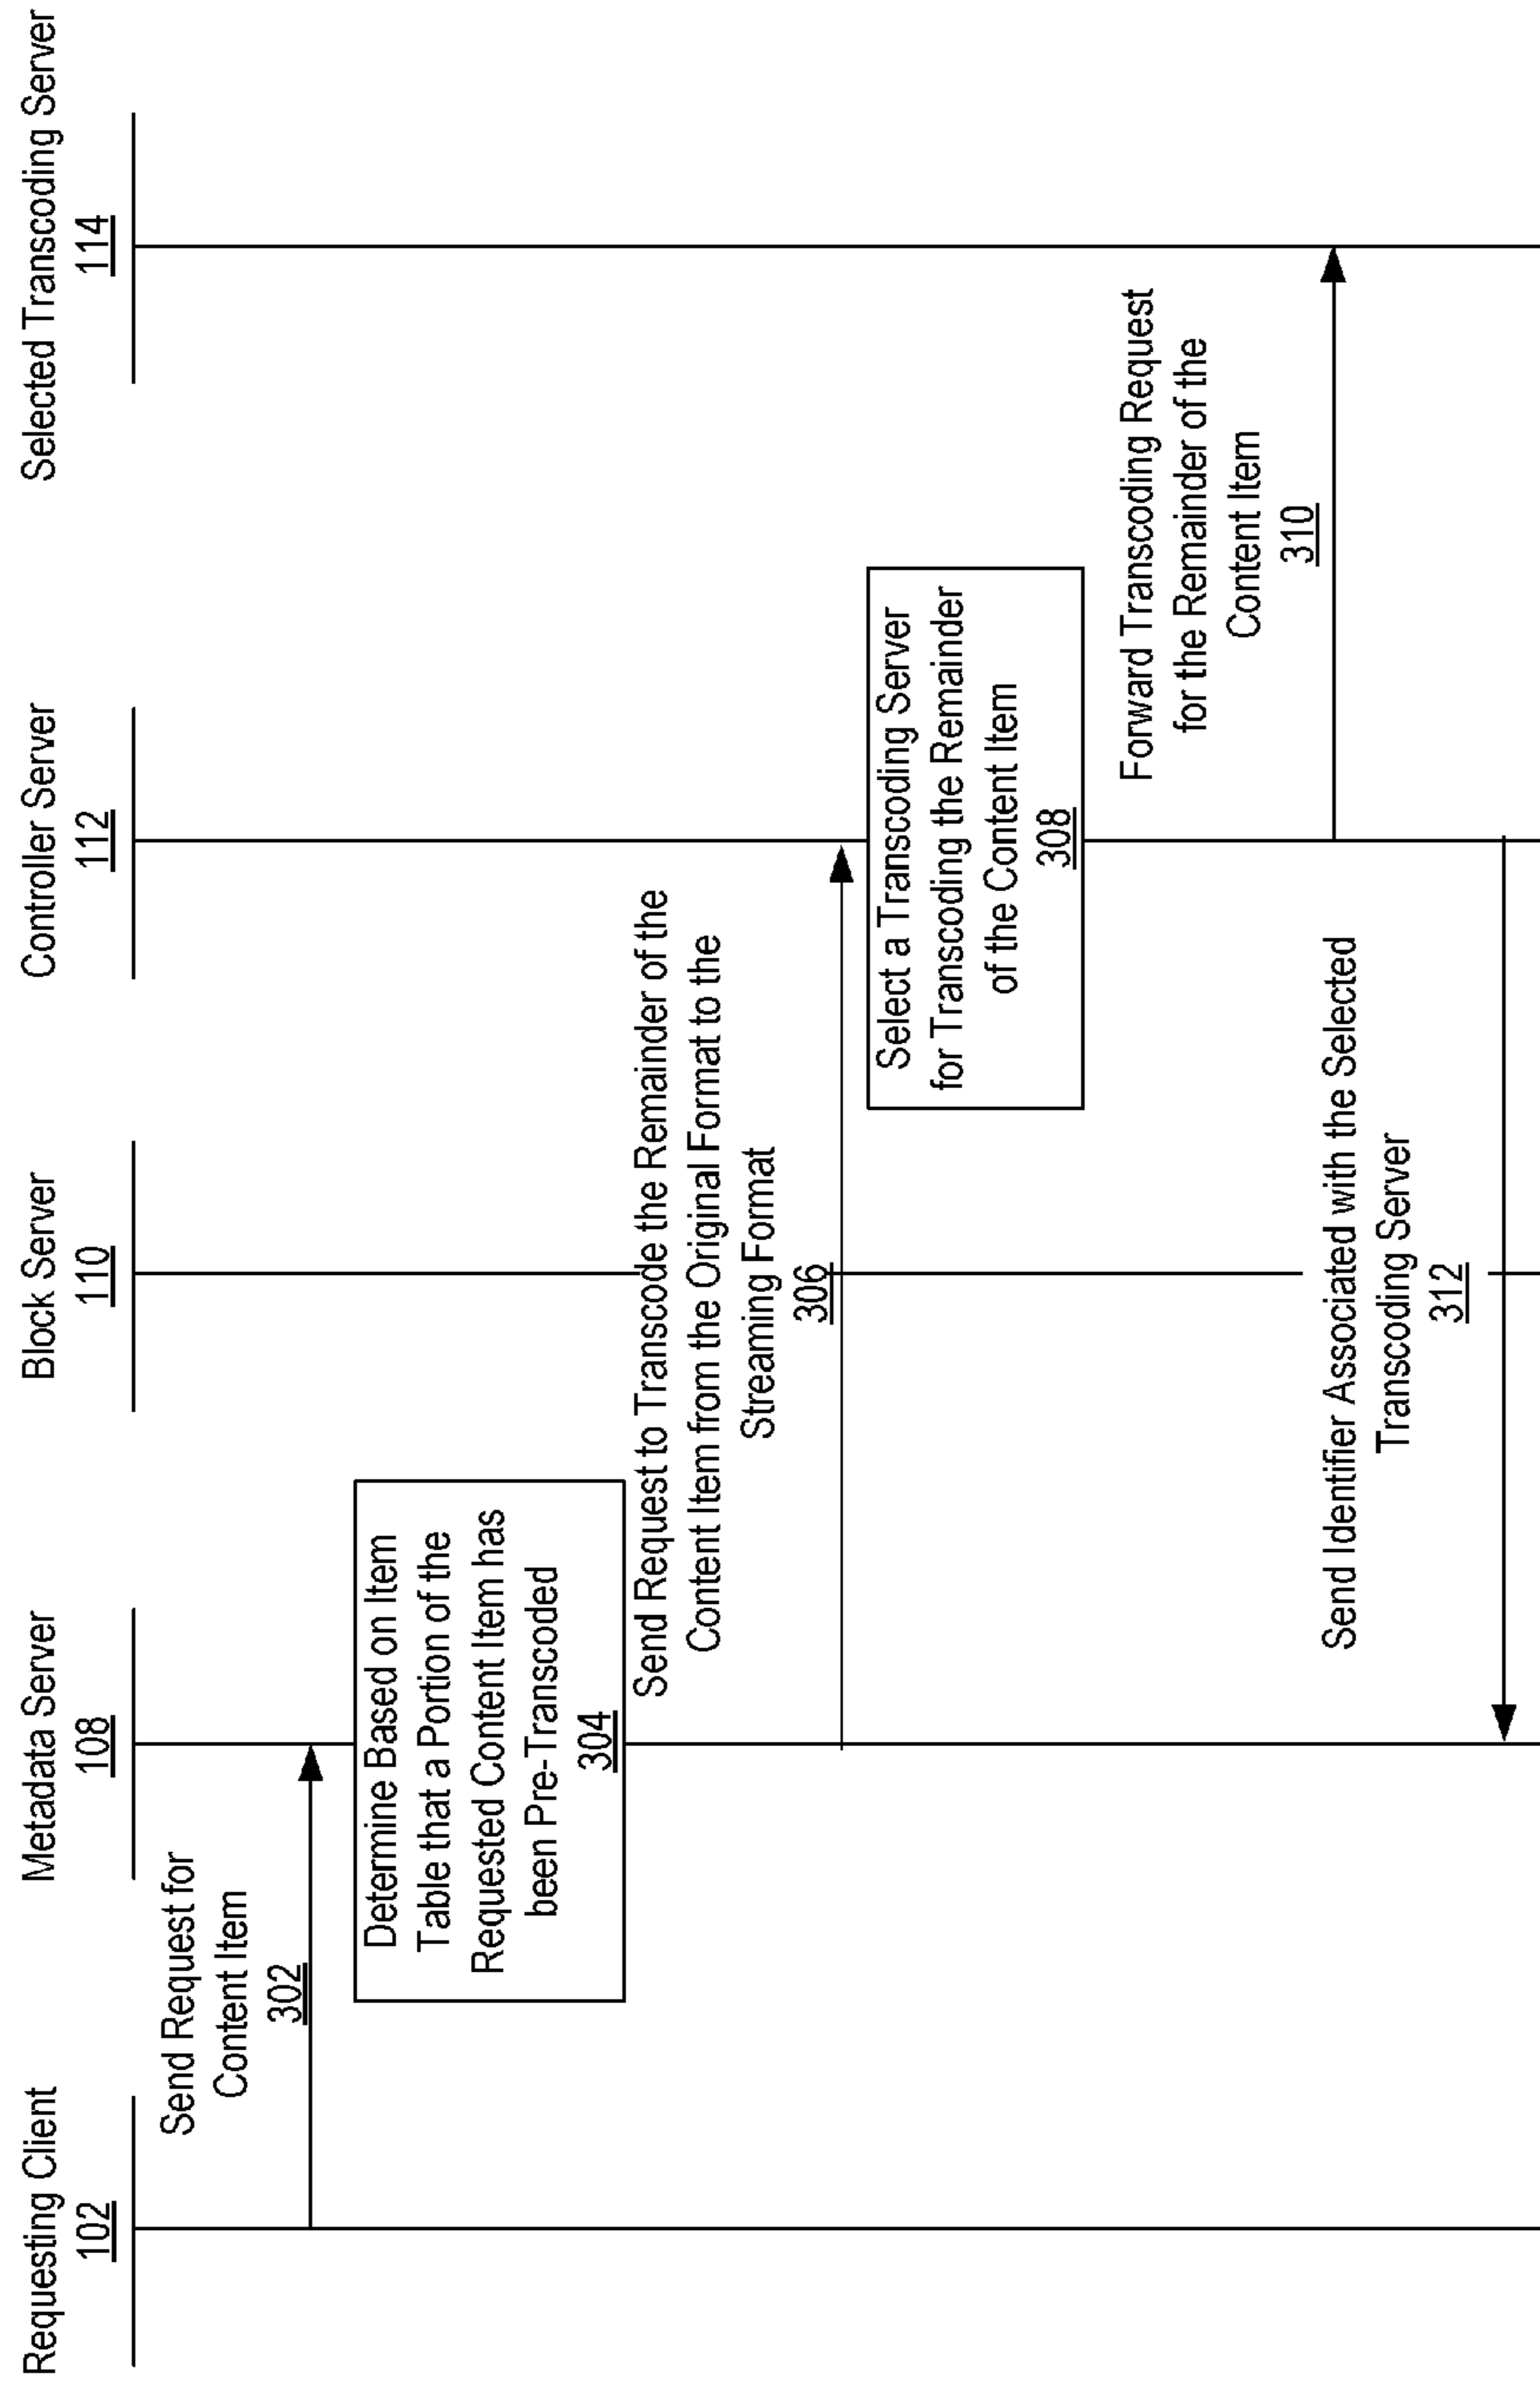 Requesting Client
102
Metadata Server
108
Block Server
110
Controller Server
112
Selected Transcoding Server
114
Send Request for
Content Item
302
Determine Based on Item
Table that a Portion of the
Requested Content Item has
been Pre-Transcoded
304
Send Request to Transcode the Remainder of the
Content Item from the Original Format to the
Streaming Format
306
Select a Transcoding Server
for Transcoding the Remainder
of the Content Item
308
Forward Transcoding Request
for the Remainder of the
Content Item
310
Send Identifier Associated with the Selected
Transcoding Server
312